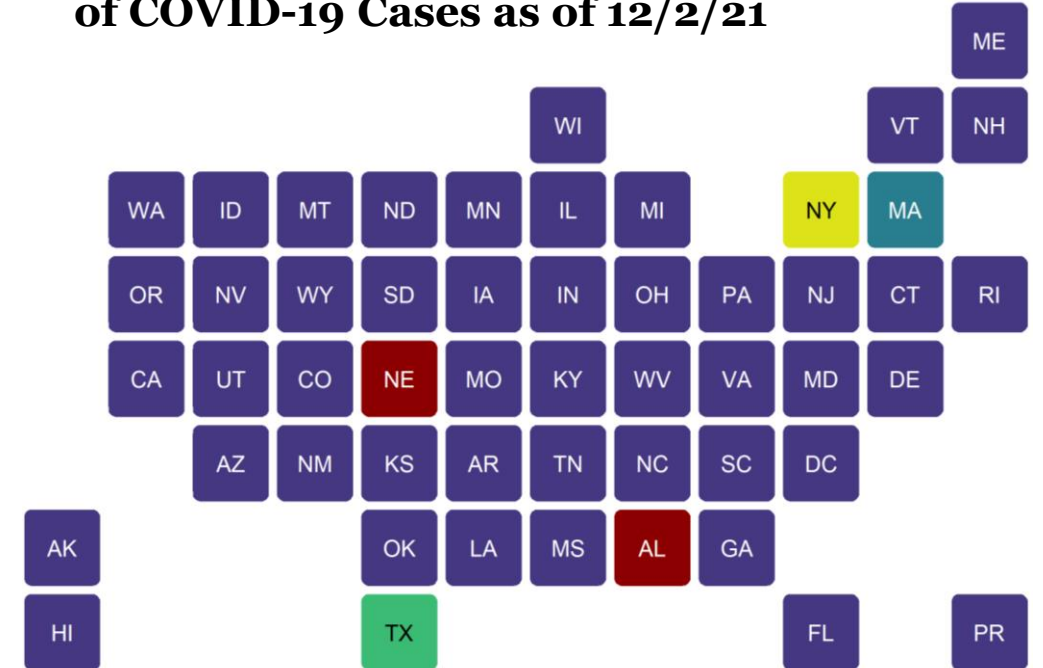 of COVID-19 Cases as of 12/2/21
ME
WI VT NH
WA ID MT ND MN IL MI NY MA
OR NV WY SD IA IN OH PA NJ CT RI
CA UT CO NE MO KY WV VA MD DE
AZ NM KS AR TN NC SC DC
AK OK LA MS AL GA
HI TX FL PR